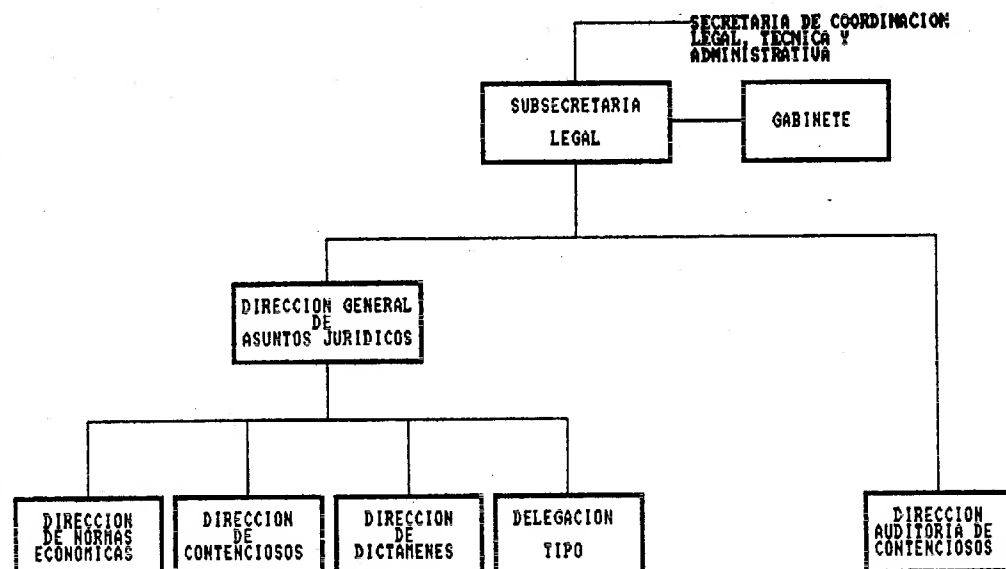 SECRETARIA DE COORDINACION
LEGAL, TECNICA Y
ADMINISTRATIVA
SUBSECRETARIA
LEGAL
GABINETE
DIRECCION GENERAL
DE
ASUNTOS JURIDICOS
DIRECCION
DE NORMAS
ECONOMICAS
DIRECCION
DE
CONTENCIOSOS
DIRECCION
DE
DICTAMENES
DELEGACION
TIPO
DIRECCION
AUDITORIA DE
CONTENCIOSOS